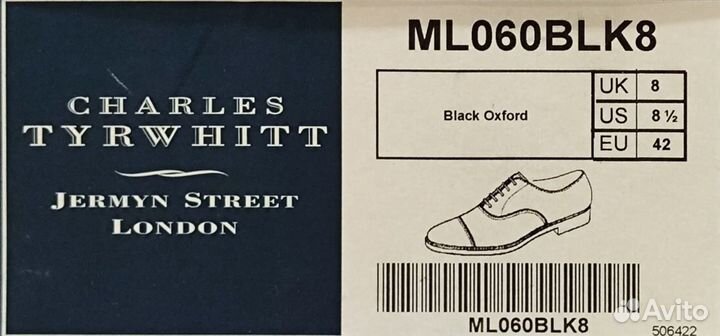 CHARLES
TYRWHITT
JERMYN STREET
LONDON
ML060BLK8
Black Oxford
UK 8
US 8 ½
EU 42
ML060BLK8
506422
Avito